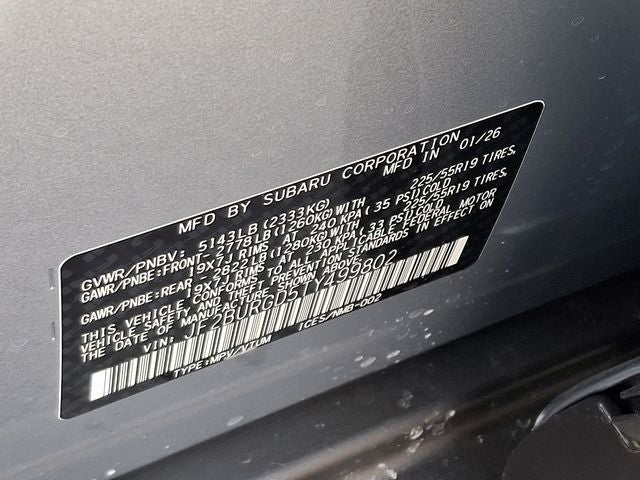 MFD BY SUBARU CORPORATION
MFD IN 01/26
GVWR/PNBV: 5143LB(2333KG)
GAWR/PNBE:FRONT-2778LB(1260KG)WITH 225/55R19 TIRES,
19X7J RIMS AT 240 KPA(35 PSI)COLD
GAWR/PNBE:REAR -2822LB(1280KG)WITH 225/55R19 TIRES,
19X7J RIMS AT 230 KPA(33 PSI)COLD
THIS VEHICLE CONFORMS TO ALL APPLICABLE FEDERAL MOTOR
VEHICLE SAFETY AND THEFT PREVENTION STANDARDS IN EFFECT ON
THE DATE OF MANUFACTURE SHOWN ABOVE.
VIN: JF2BURGD5TY499802
TYPE:MPV/VTUM ICES/NMB-002